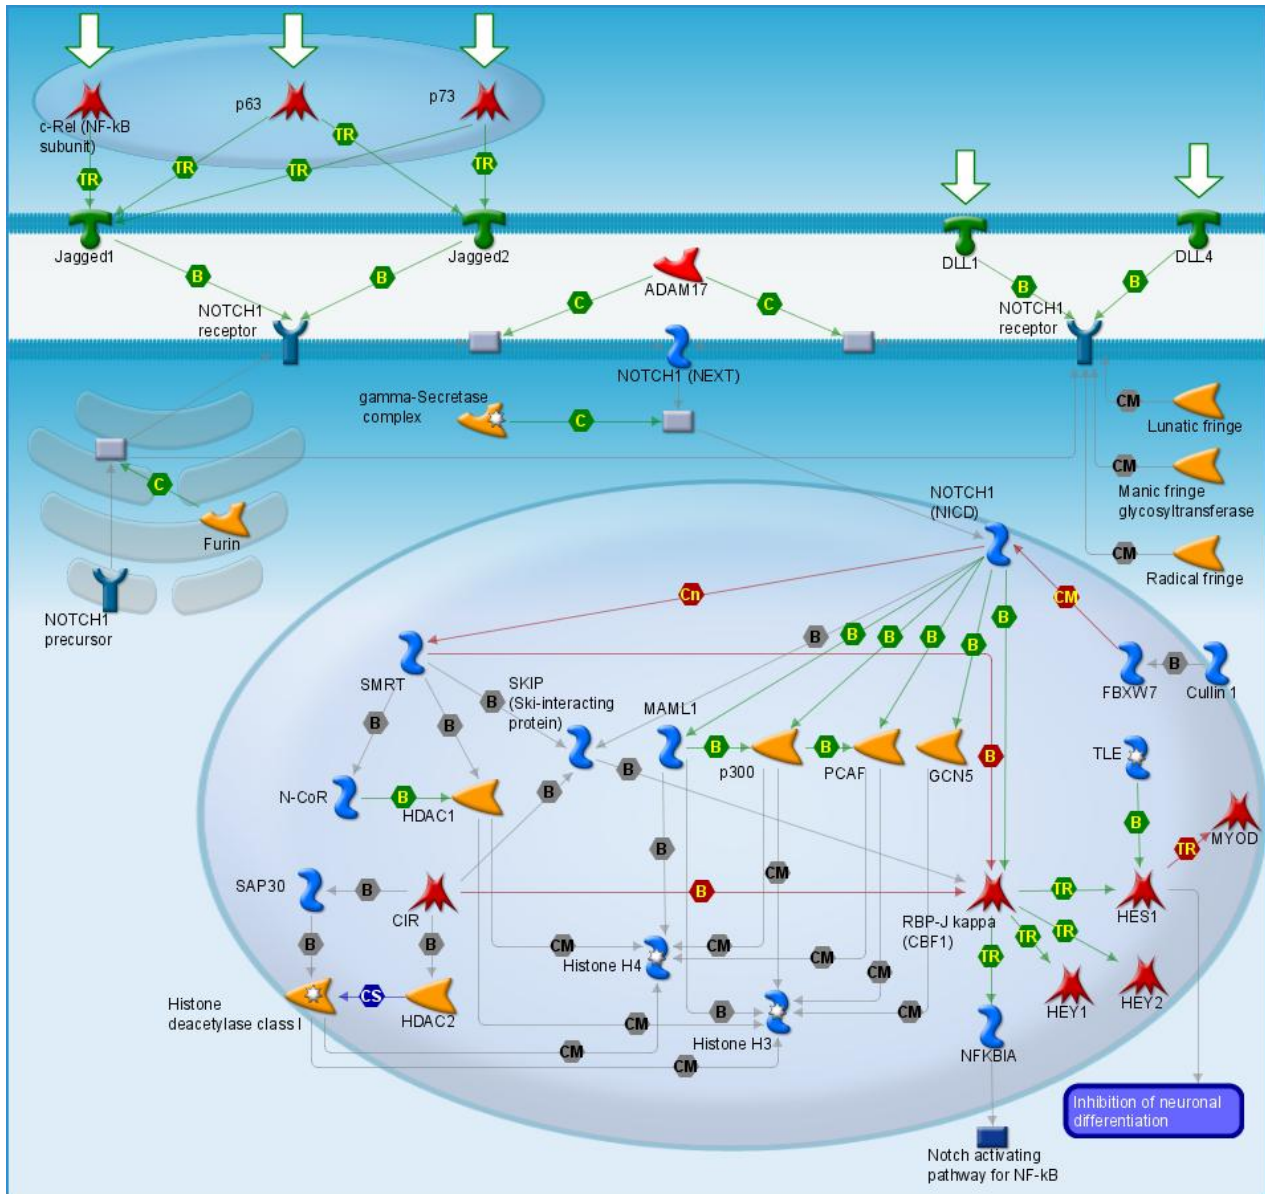 p63
p73
c-Rel (NF-kB
subunit)
TR
TR
TR
TR
TR
Jagged1
Jagged2
DLL1
DLL4
B
B
ADAM17
B
B
C
C
NOTCH1
receptor
NOTCH1
receptor
NOTCH1 (NEXT)
gamma-Secretase
complex
C
CM
Lunatic fringe
CM
Manic fringe
glycosyltransferase
C
Furin
NOTCH1
(NICD)
CM
Radical fringe
NOTCH1
precursor
Cn
CM
B
B
B
B
B
B
SMRT
SKIP
(Ski-interacting
protein)
MAML1
FBXW7
B
Cullin 1
B
B
B
B
B
B
B
B
TLE
p300
PCAF
GCN5
N-CoR
B
HDAC1
B
B
TR
MYOD
SAP30
B
CIR
B
CM
TR
HES1
RBP-J kappa
(CBF1)
B
B
CM
CM
CM
CM
TR
TR
TR
Histone H4
Histone
deacetylase class I
CS
HDAC2
CM
B
CM
Histone H3
HEY1
HEY2
CM
CM
NFKBIA
Inhibition of neuronal
differentiation
Notch activating
pathway for NF-kB